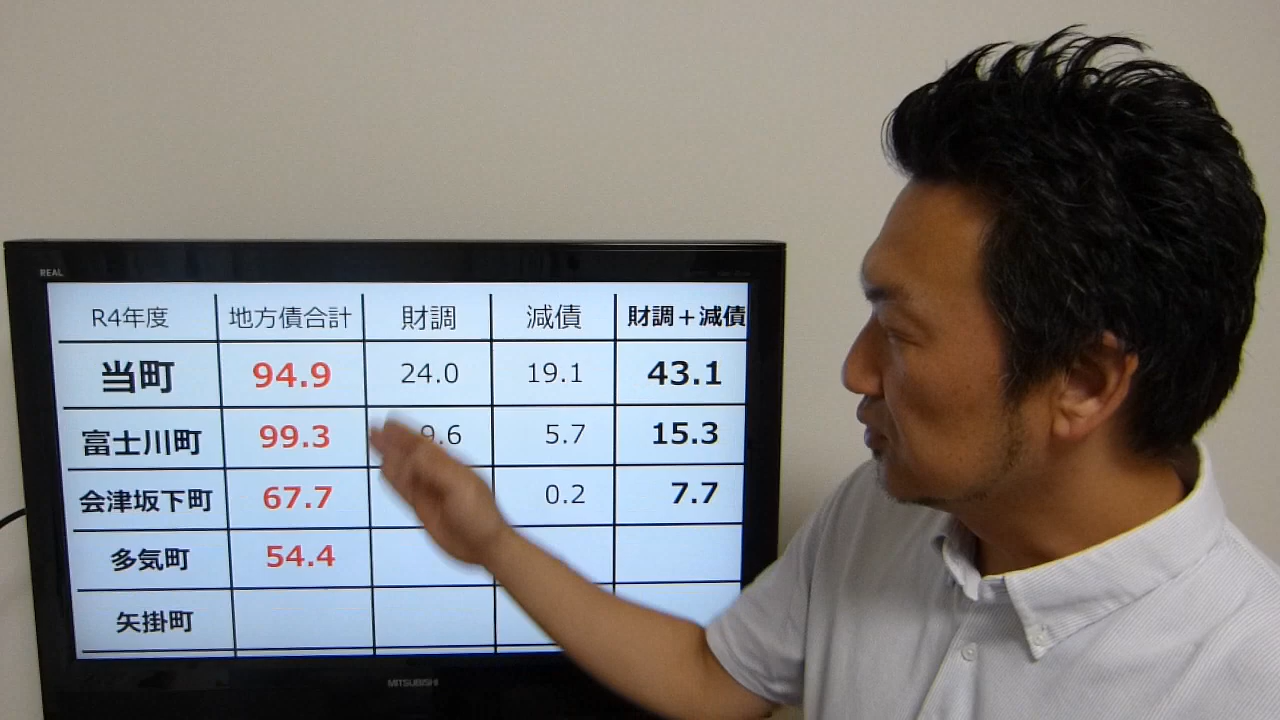 REAL
R4年度 地方債合計 財調 減債 財調＋減債
当町 94.9 24.0 19.1 43.1
富士川町 99.3 9.6 5.7 15.3
会津坂下町 67.7 0.2 7.7
多気町 54.4
矢掛町
MITSUBISHI